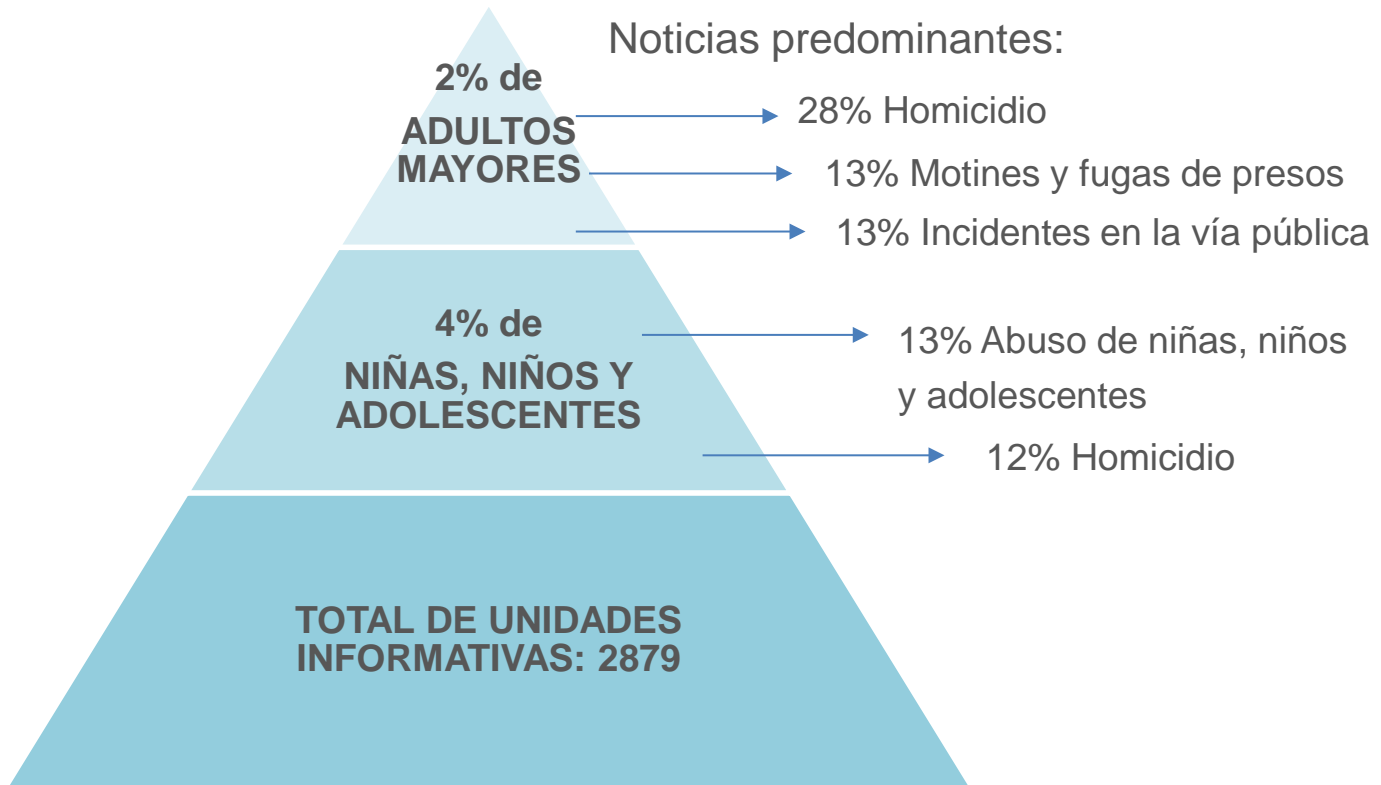 Noticias predominantes:
2% de
ADULTOS
MAYORES
28% Homicidio
13% Motines y fugas de presos
13% Incidentes en la vía pública
4% de
NIÑAS, NIÑOS Y
ADOLESCENTES
13% Abuso de niñas, niños
y adolescentes
12% Homicidio
TOTAL DE UNIDADES
INFORMATIVAS: 2879